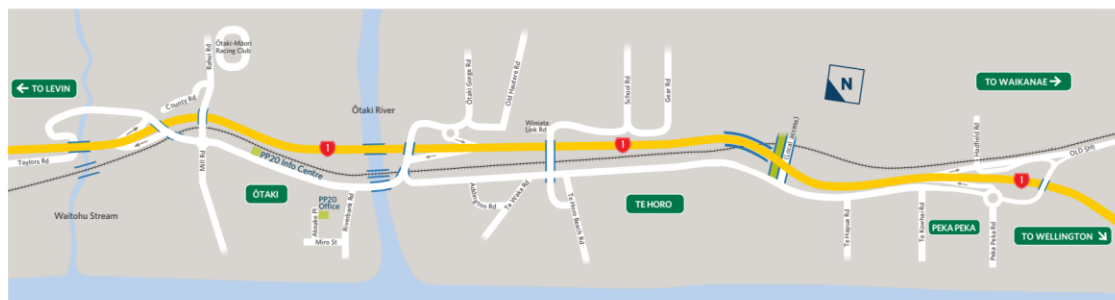 ← TO LEVIN
Taylors Rd
Waitohu Stream
County Rd
Rahui Rd
Ōtaki-Maori
Racing Club
Mill Rd
PP2O Info Centre
ŌTAKI
PP2O
Office
Miro St
Riverbank Rd
Ōtaki River
1
Ōtaki Gorge Rd
Old Hautere Rd
Addington Rd
Te Waka Rd
Winiata
Link Rd
Te Horo Beach Rd
School Rd
Gear Rd
1
TE HORO
N
(Local access)
Te Hapua Rd
Te Kowhai Rd
TO WAIKANAE →
Hadfield Rd
OLD SH1
1
PEKA PEKA
Peka Peka Rd
TO WELLINGTON ↘